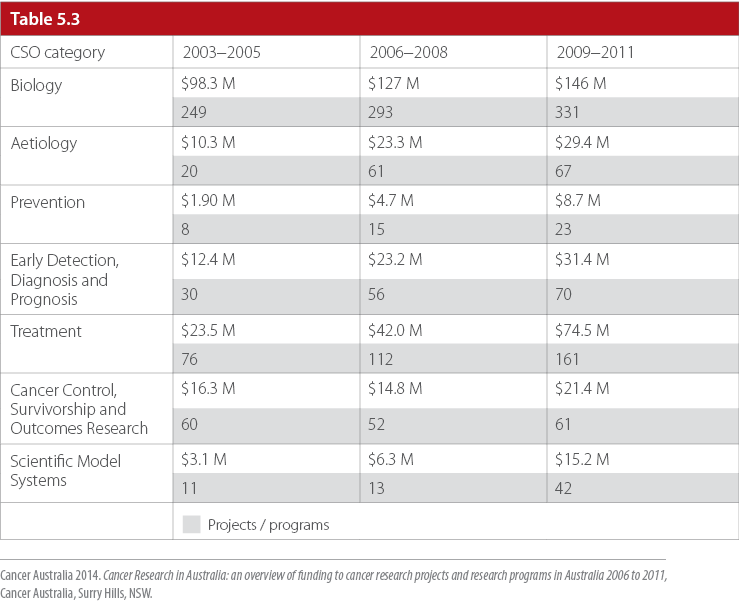 Table 5.3
CSO category 2003–2005 2006–2008 2009–2011
Biology $98.3 M $127 M $146 M
249 293 331
Aetiology $10.3 M $23.3 M $29.4 M
20 61 67
Prevention $1.90 M $4.7 M $8.7 M
8 15 23
Early Detection, $12.4 M $23.2 M $31.4 M
Diagnosis and
Prognosis 30 56 70
Treatment $23.5 M $42.0 M $74.5 M
76 112 161
Cancer Control, $16.3 M $14.8 M $21.4 M
Survivorship and
Outcomes Research 60 52 61
Scientific Model $3.1 M $6.3 M $15.2 M
Systems 11 13 42
Projects / programs
Cancer Australia 2014. Cancer Research in Australia: an overview of funding to cancer research projects and research programs in Australia 2006 to 2011,
Cancer Australia, Surry Hills, NSW.